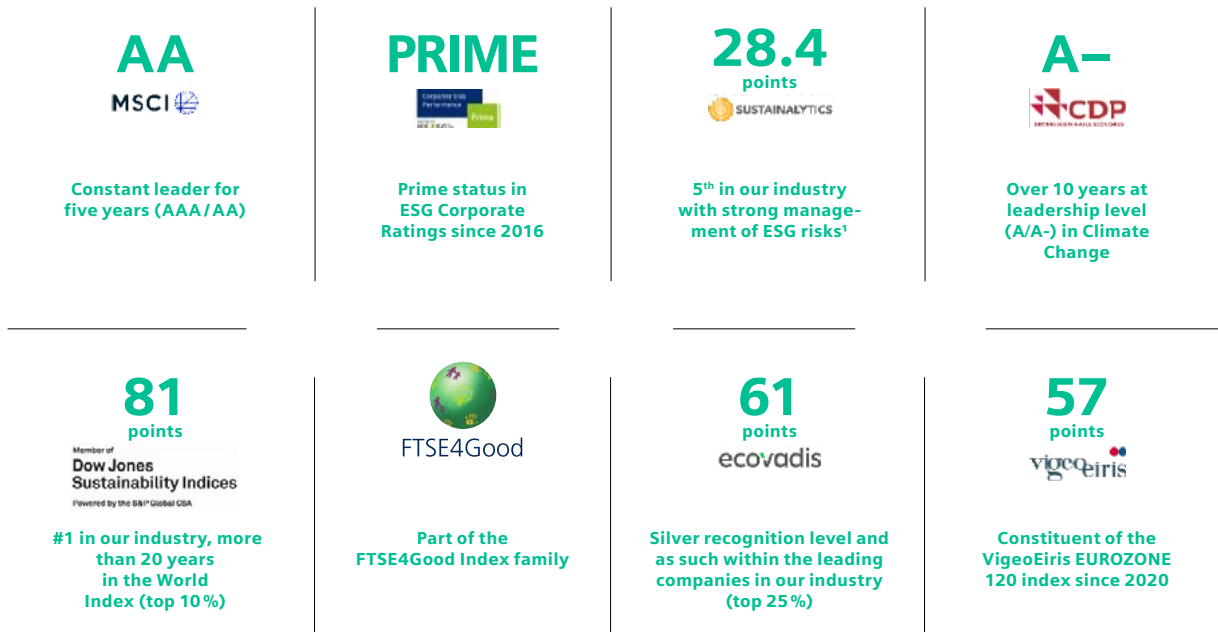 AA
MSCI
Constant leader for
five years (AAA/AA)
PRIME
Corporate ESG
Performance
Prime
Prime status in
ESG Corporate
Ratings since 2016
28.4
points
SUSTAINALYTICS
5th in our industry
with strong manage-
ment of ESG risks¹
A–
CDP
Over 10 years at
leadership level
(A/A-) in Climate
Change
81
points
Member of
Dow Jones
Sustainability Indices
Powered by the S&P Global CSA
#1 in our industry, more
than 20 years
in the World
Index (top 10%)
FTSE4Good
Part of the
FTSE4Good Index family
61
points
ecovadis
Silver recognition level and
as such within the leading
companies in our industry
(top 25%)
57
points
vigeoeiris
Constituent of the
VigeoEiris EUROZONE
120 index since 2020